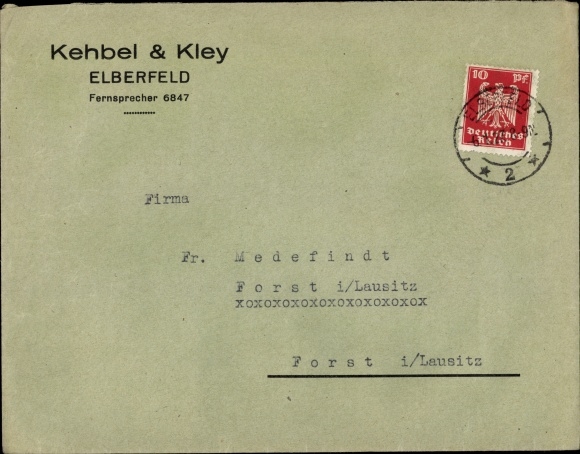 Kehbel & Kley
ELBERFELD
Fernsprecher 6847
10 Pf.
Deutsches
Reich
2
Firma
Fr. Medefindt
Forst i/Lausitz
xoxoxoxoxoxoxoxoxoxox
Forst i/Lausitz